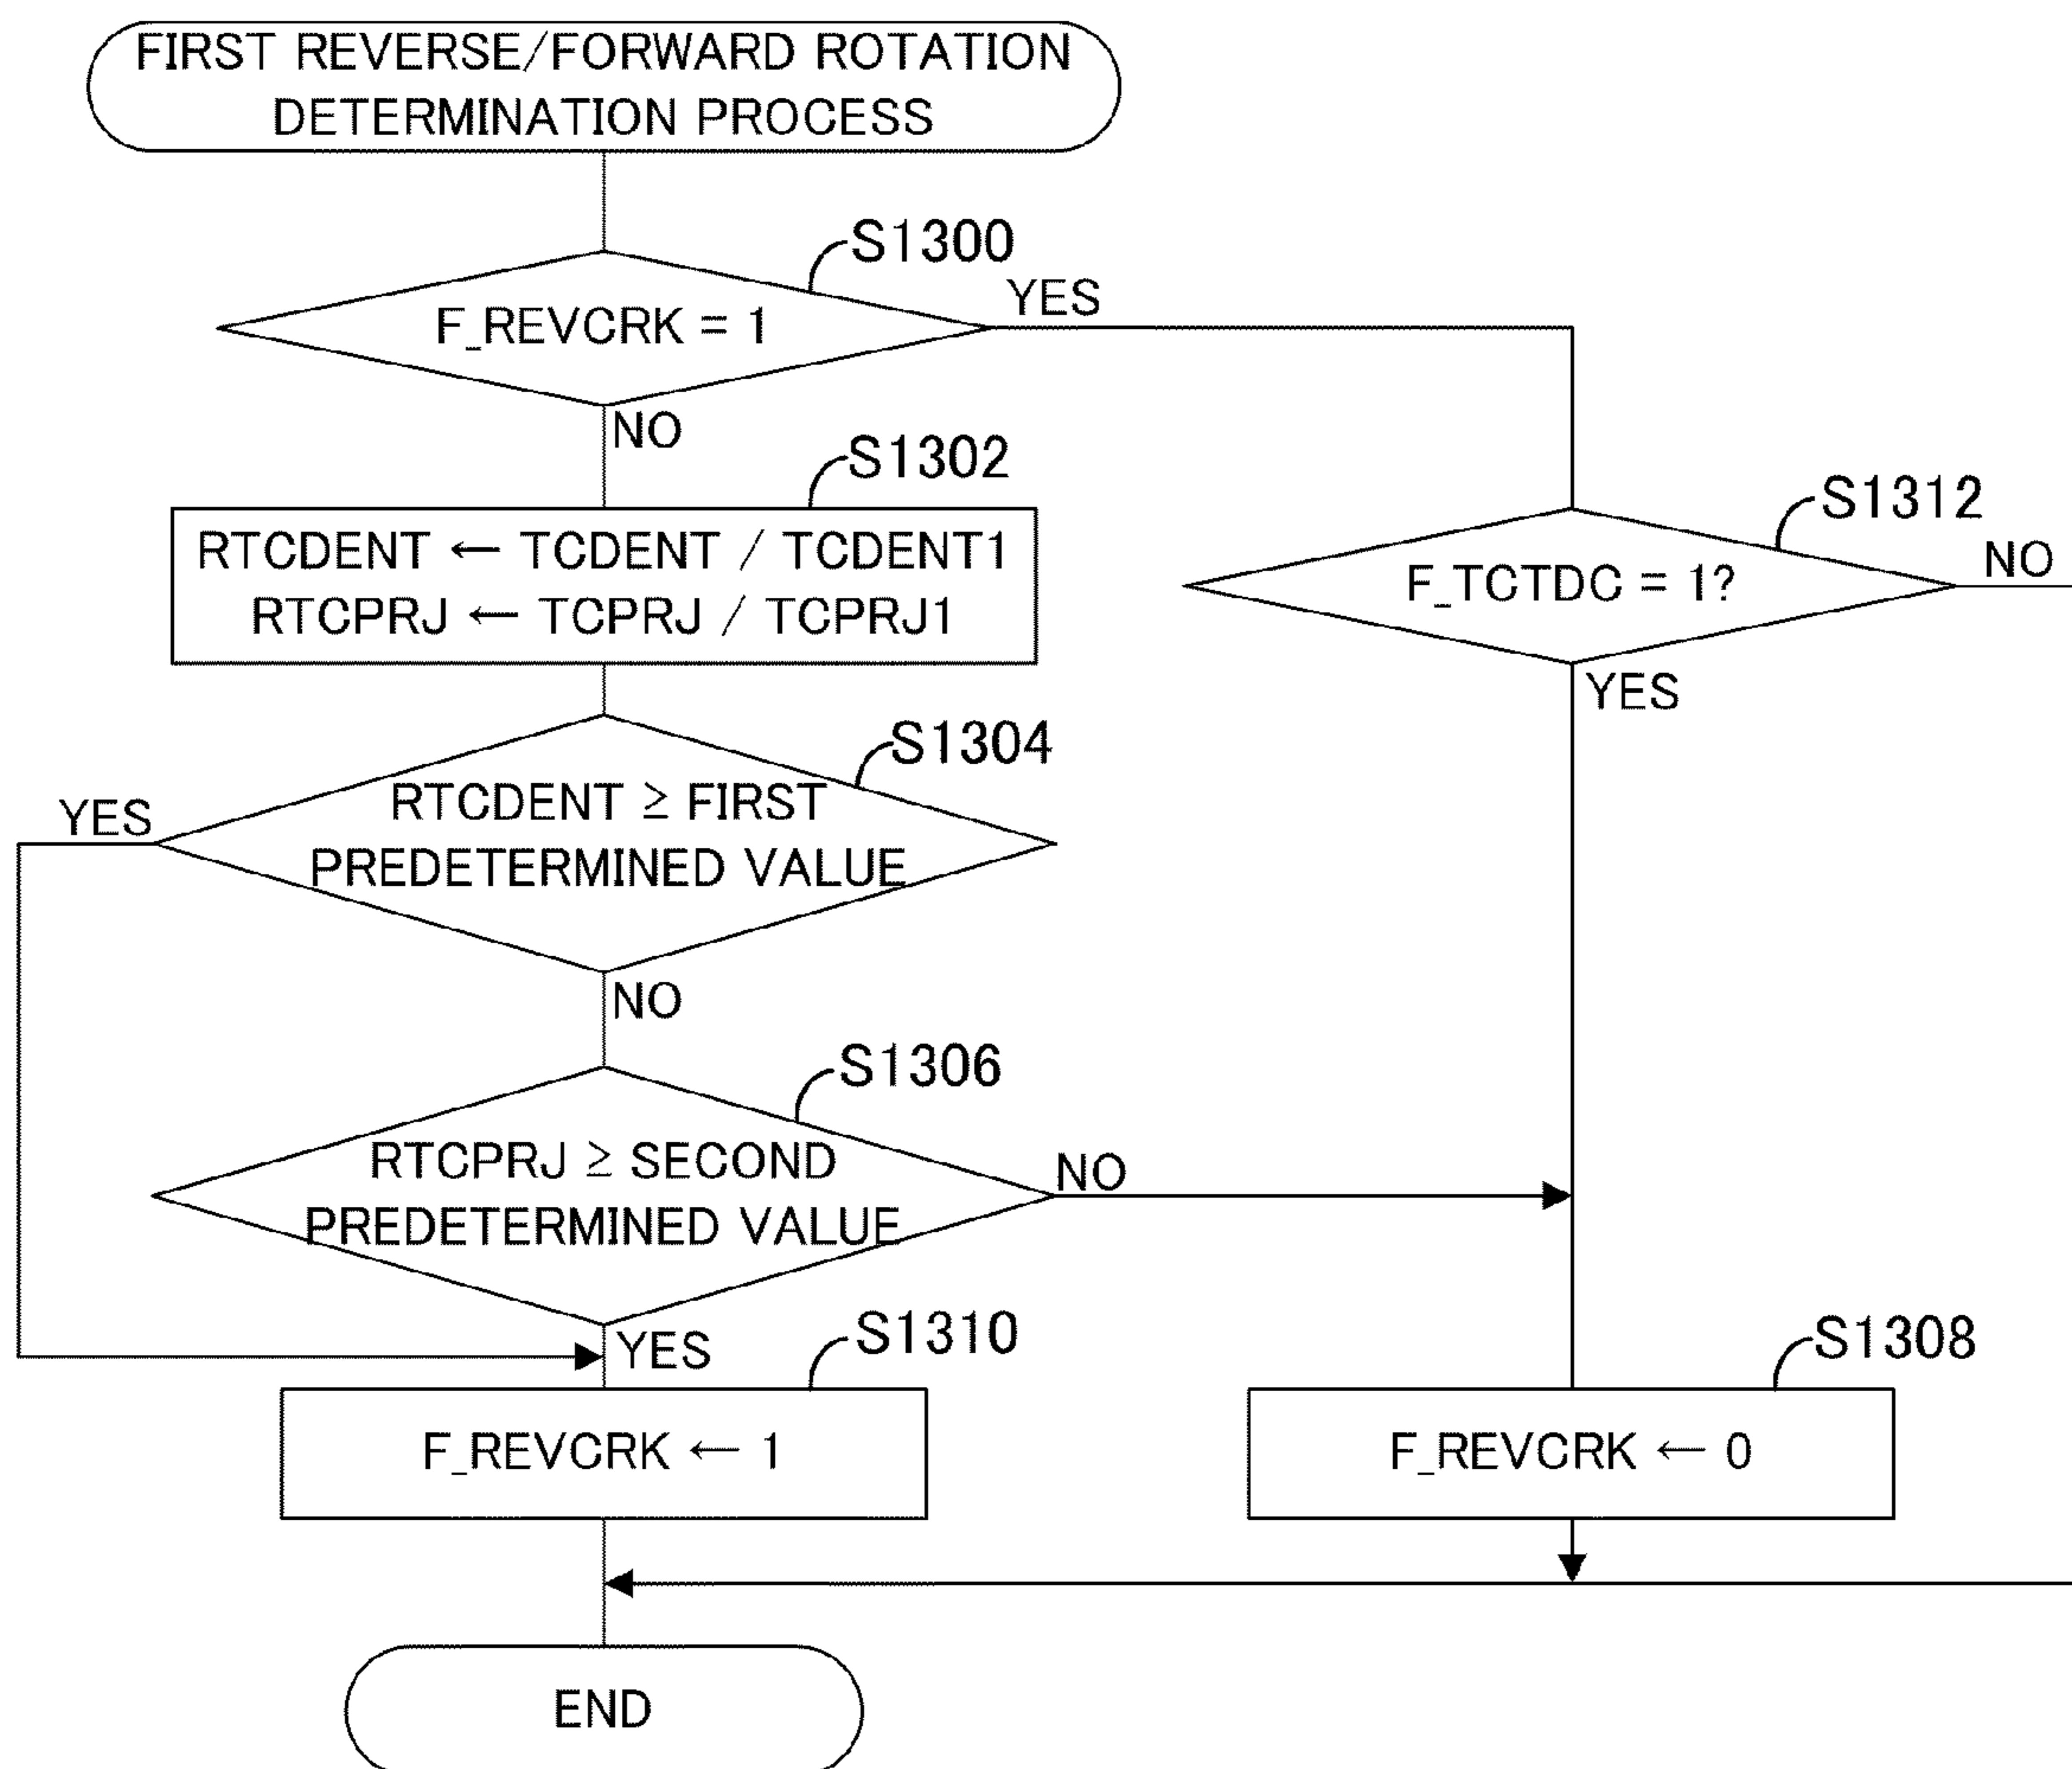 FIRST REVERSE/FORWARD ROTATION
DETERMINATION PROCESS
S1300
F_REVCRK = 1
YES
NO
S1302
RTCDENT ← TCDENT / TCDENT1
RTCPRJ ← TCPRJ / TCPRJ1
S1312
F_TCTDC = 1?
NO
YES
S1304
RTCDENT ≥ FIRST
PREDETERMINED VALUE
YES
NO
S1306
RTCPRJ ≥ SECOND
PREDETERMINED VALUE
NO
YES
S1310
F_REVCRK ← 1
S1308
F_REVCRK ← 0
END